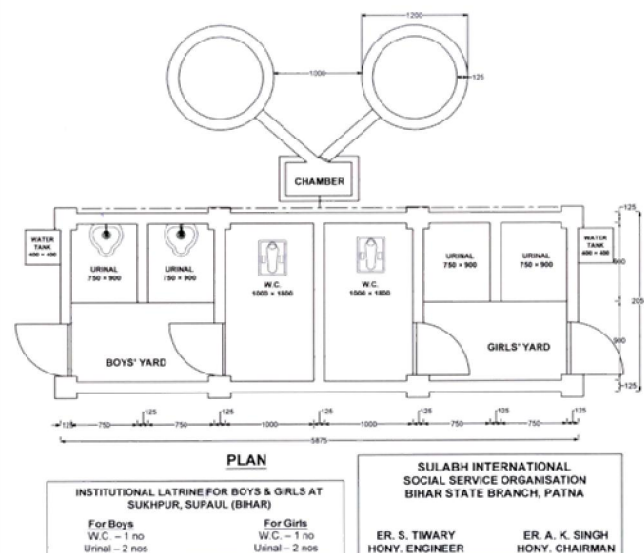 1200
1000
125
CHAMBER
125
WATER
TANK
400 × 400
URINAL
750 × 900
URINAL
750 × 900
W.C.
W.C.
URINAL
750 × 900
URINAL
750 × 900
WATER
TANK
400 × 400
900
BOYS' YARD
GIRLS' YARD
900
125
125
750
125
750
125
1000
125
1000
125
750
125
750
125
5875
PLAN
INSTITUTIONAL LATRINE FOR BOYS & GIRLS AT
SUKHPUR, SUPAUL (BIHAR)
For Boys
W.C. – 1 no
Urinal – 2 nos
For Girls
W.C. – 1 no
Urinal – 2 nos
SULABH INTERNATIONAL
SOCIAL SERVICE ORGANISATION
BIHAR STATE BRANCH, PATNA
ER. S. TIWARY
HONY. ENGINEER
ER. A. K. SINGH
HONY. CHAIRMAN